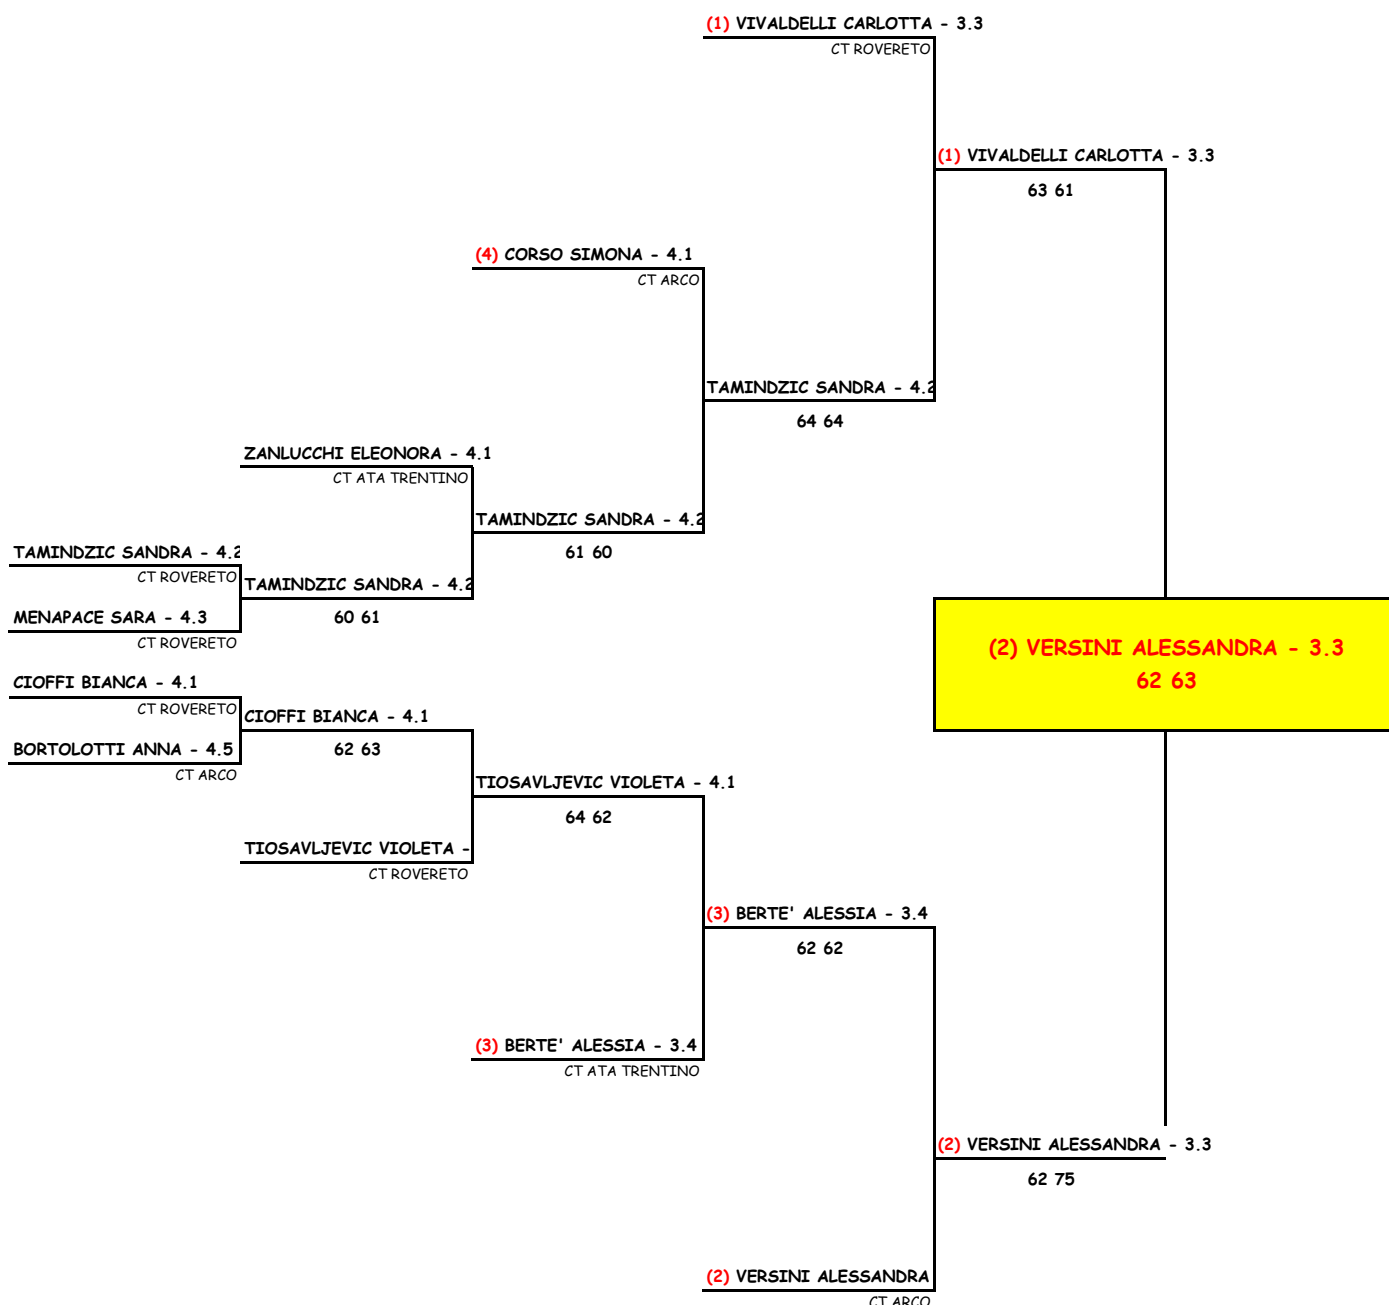 (1) VIVALDELLI CARLOTTA - 3.3
CT ROVERETO
(1) VIVALDELLI CARLOTTA - 3.3
63 61
(4) CORSO SIMONA - 4.1
CT ARCO
TAMINDZIC SANDRA - 4.2
64 64
ZANLUCCHI ELEONORA - 4.1
CT ATA TRENTINO
TAMINDZIC SANDRA - 4.2
61 60
TAMINDZIC SANDRA - 4.2
CT ROVERETO
TAMINDZIC SANDRA - 4.2
60 61
MENAPACE SARA - 4.3
CT ROVERETO
(2) VERSINI ALESSANDRA - 3.3
62 63
CIOFFI BIANCA - 4.1
CT ROVERETO
CIOFFI BIANCA - 4.1
62 63
BORTOLOTTI ANNA - 4.5
CT ARCO
TIOSAVLJEVIC VIOLETA - 4.1
64 62
TIOSAVLJEVIC VIOLETA -
CT ROVERETO
(3) BERTE' ALESSIA - 3.4
62 62
(3) BERTE' ALESSIA - 3.4
CT ATA TRENTINO
(2) VERSINI ALESSANDRA - 3.3
62 75
(2) VERSINI ALESSANDRA
CT ARCO